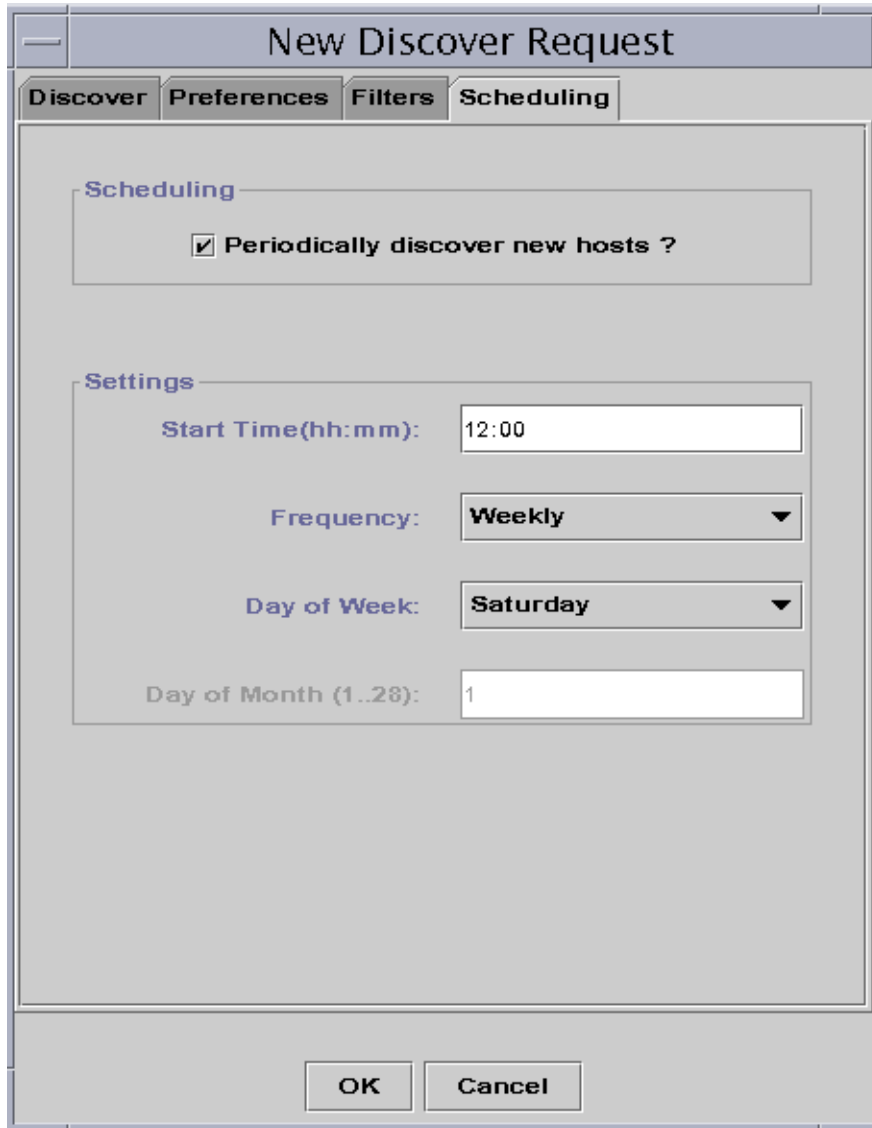 New Discover Request
Discover Preferences Filters Scheduling
Scheduling
Periodically discover new hosts ?
Settings
Start Time(hh:mm): 12:00
Frequency: Weekly
Day of Week: Saturday
Day of Month (1..28): 1
OK Cancel